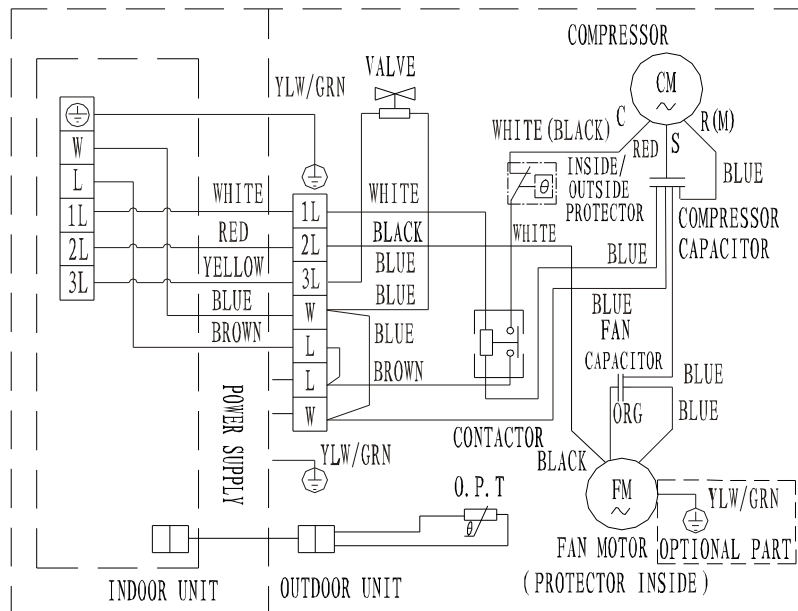 COMPRESSOR
VALVE
YLW/GRN
CM
C
R(M)
WHITE(BLACK)
RED
S
W
INSIDE/
OUTSIDE
PROTECTOR
θ
BLUE
L
WHITE
WHITE
1L
1L
COMPRESSOR
CAPACITOR
RED
BLACK
WHITE
2L
2L
BLUE
YELLOW
BLUE
3L
3L
BLUE
BLUE
W
BLUE
FAN
CAPACITOR
BROWN
BLUE
L
BROWN
L
BLUE
ORG
BLUE
W
POWER SUPPLY
CONTACTOR
YLW/GRN
BLACK
O.P.T
θ
FM
YLW/GRN
FAN MOTOR
OPTIONAL PART
(PROTECTOR INSIDE)
INDOOR UNIT
OUTDOOR UNIT